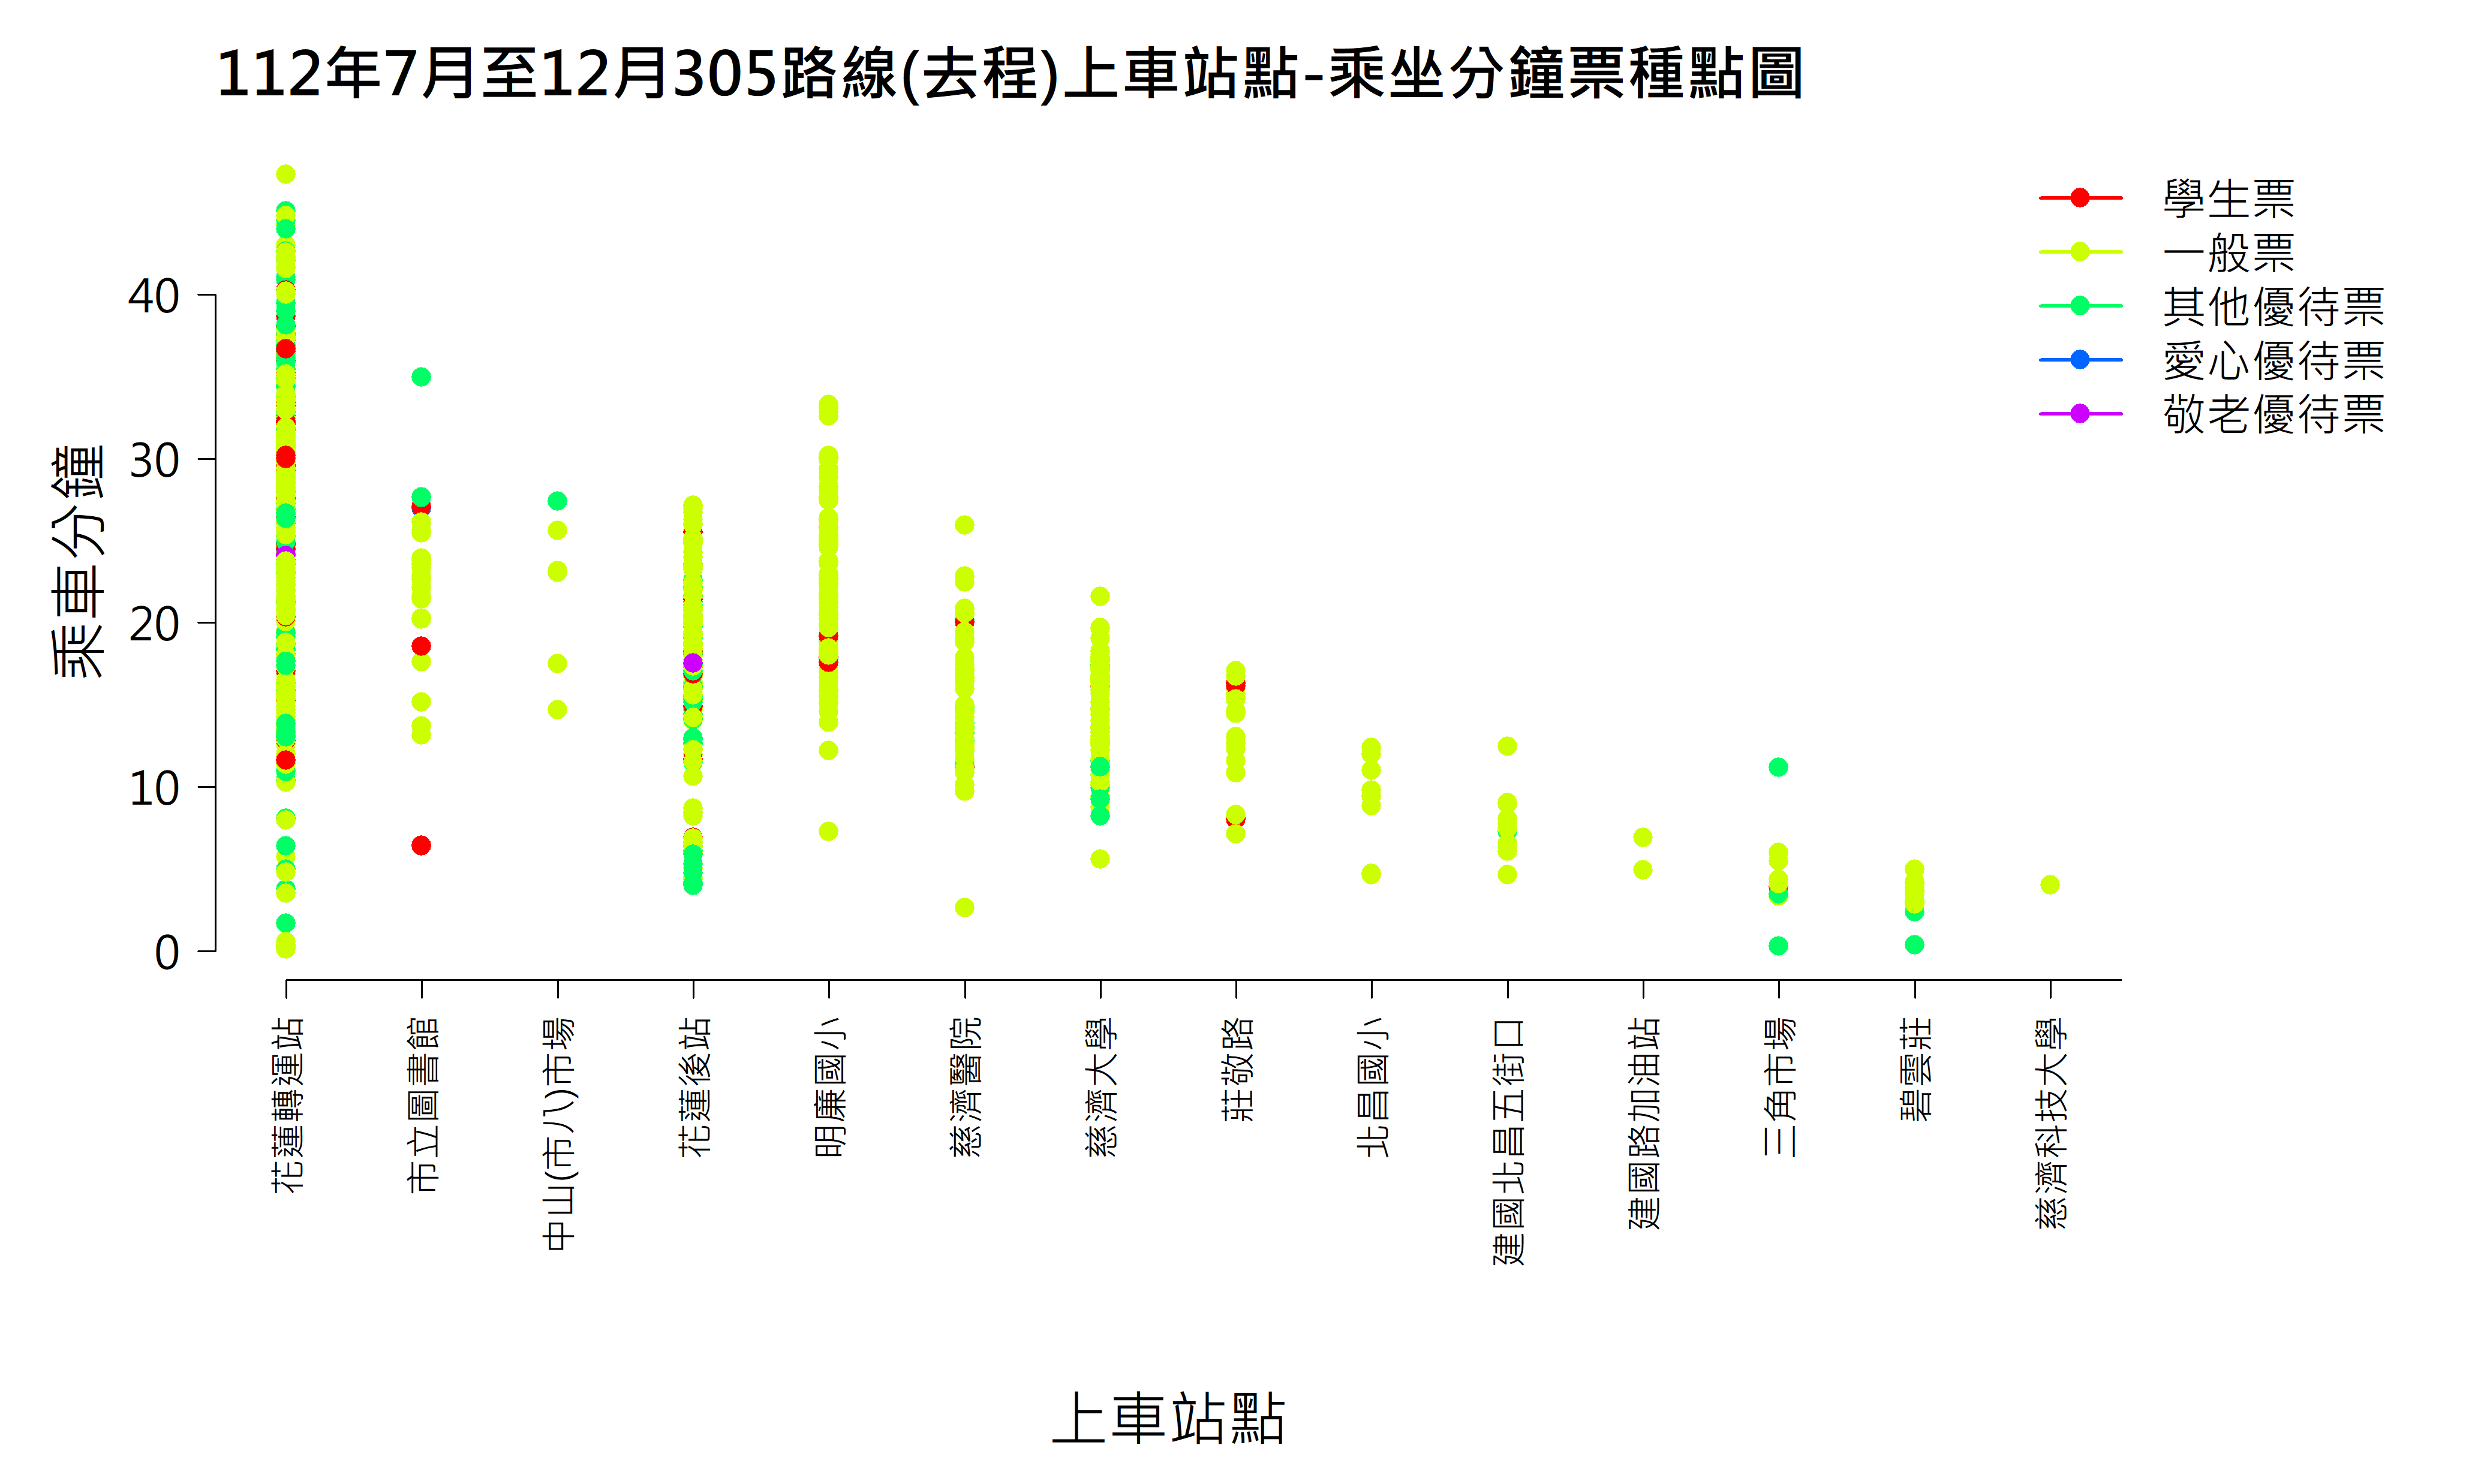 112年7月至12月305路線(去程)上車站點-乘坐分鐘票種點圖
學生票
一般票
其他優待票
愛心優待票
敬老優待票
乘車分鐘
40
30
20
10
0
花蓮轉運站
市立圖書館
中山(市八)市場
花蓮後站
明廉國小
慈濟醫院
慈濟大學
莊敬路
北昌國小
建國北昌五街口
建國路加油站
三角市場
碧雲莊
慈濟科技大學
上車站點